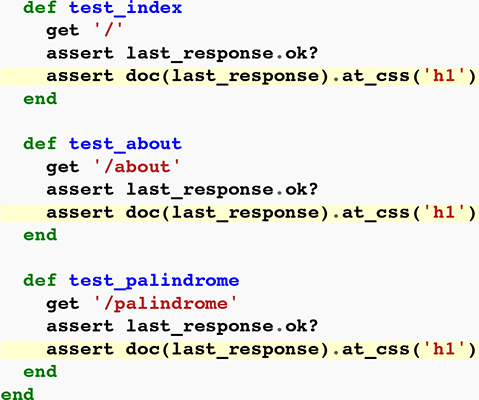 def test_index
get '/'
assert last_response.ok?
assert doc(last_response).at_css('h1')
end
def test_about
get '/about'
assert last_response.ok?
assert doc(last_response).at_css('h1')
end
def test_palindrome
get '/palindrome'
assert last_response.ok?
assert doc(last_response).at_css('h1')
end
end